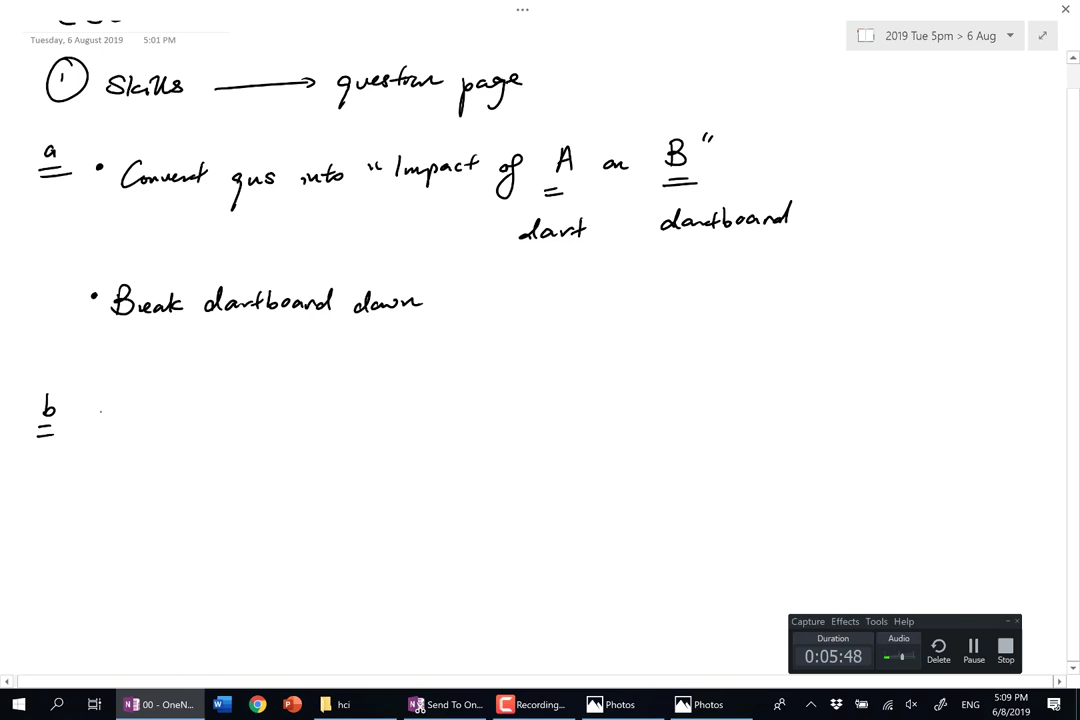 ...
Tuesday, 6 August 2019 5:01 PM
2019 Tue 5pm > 6 Aug
① Skills → question page
a • Convert qus into "Impact of A on B"
dart dartboard
• Break dartboard down
b
Capture Effects Tools Help
Duration Audio
0:05:48 Delete Pause Stop
00 - OneN... hci Send To On... Recording... Photos Photos ENG 5:09 PM
6/8/2019